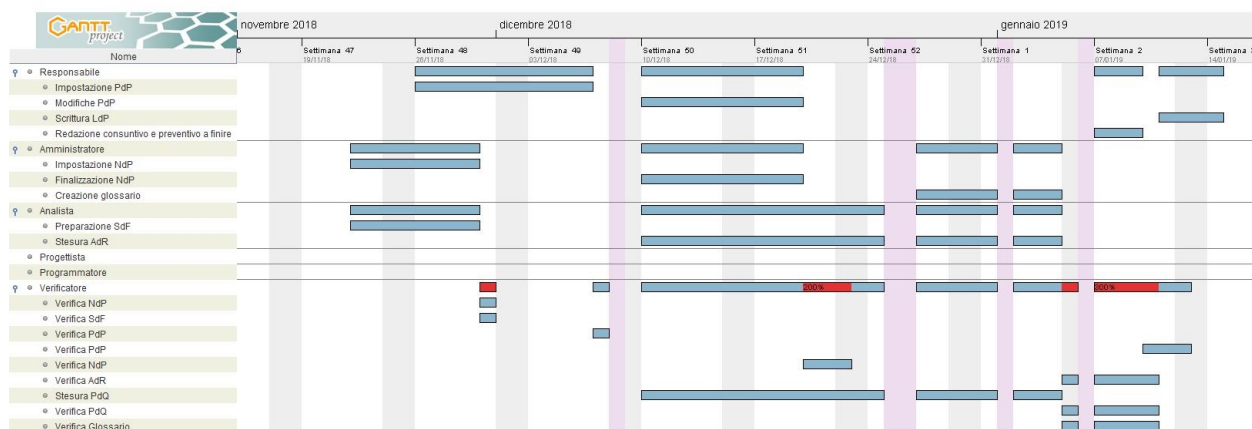 GANTT project
novembre 2018
dicembre 2018
gennaio 2019
Nome
6
Settimana 47
Settimana 48
Settimana 49
Settimana 50
Settimana 51
Settimana 52
Settimana 1
Settimana 2
Settimana
19/11/18
26/11/18
03/12/18
10/12/18
17/12/18
24/12/18
31/12/18
07/01/19
14/01/19
Responsabile
Impostazione PdP
Modifiche PdP
Scrittura LdP
Redazione consuntivo e preventivo a finire
Amministratore
Impostazione NdP
Finalizzazione NdP
Creazione glossario
Analista
Preparazione SdF
Stesura AdR
Progettista
Programmatore
Verificatore
200%
300%
Verifica NdP
Verifica SdF
Verifica PdP
Verifica PdP
Verifica NdP
Verifica AdR
Stesura PdQ
Verifica PdQ
Verifica Glossario